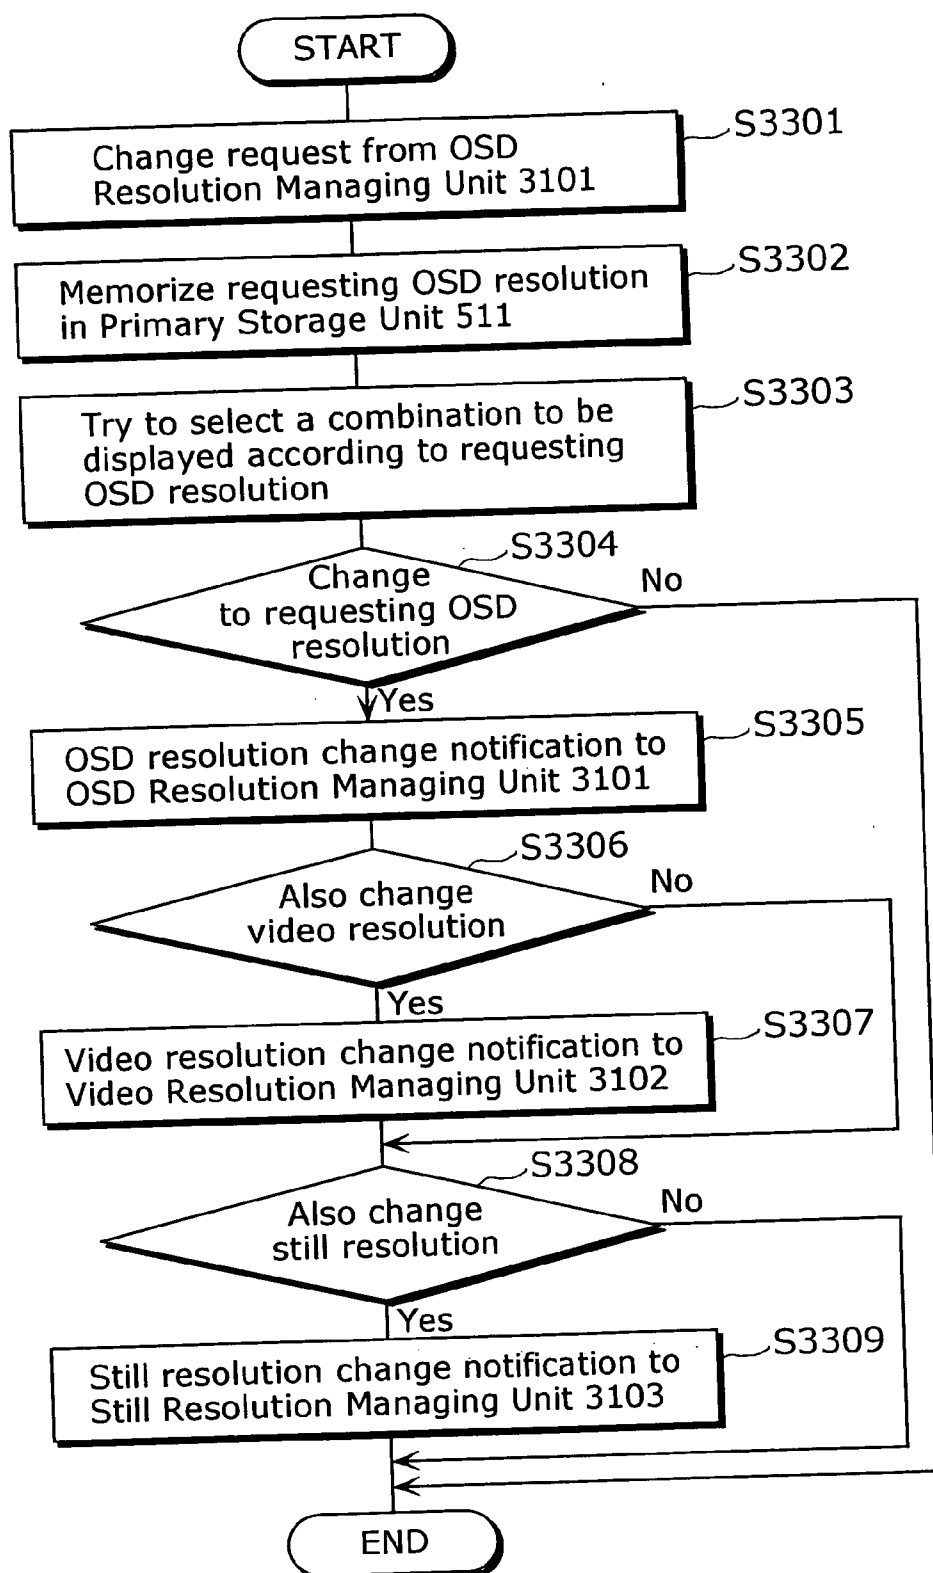 START
S3301
Change request from OSD
Resolution Managing Unit 3101
S3302
Memorize requesting OSD resolution
in Primary Storage Unit 511
S3303
Try to select a combination to be
displayed according to requesting
OSD resolution
S3304
Change
to requesting OSD
resolution
No
Yes
S3305
OSD resolution change notification to
OSD Resolution Managing Unit 3101
S3306
Also change
video resolution
No
Yes
S3307
Video resolution change notification to
Video Resolution Managing Unit 3102
S3308
Also change
still resolution
No
Yes
S3309
Still resolution change notification to
Still Resolution Managing Unit 3103
END